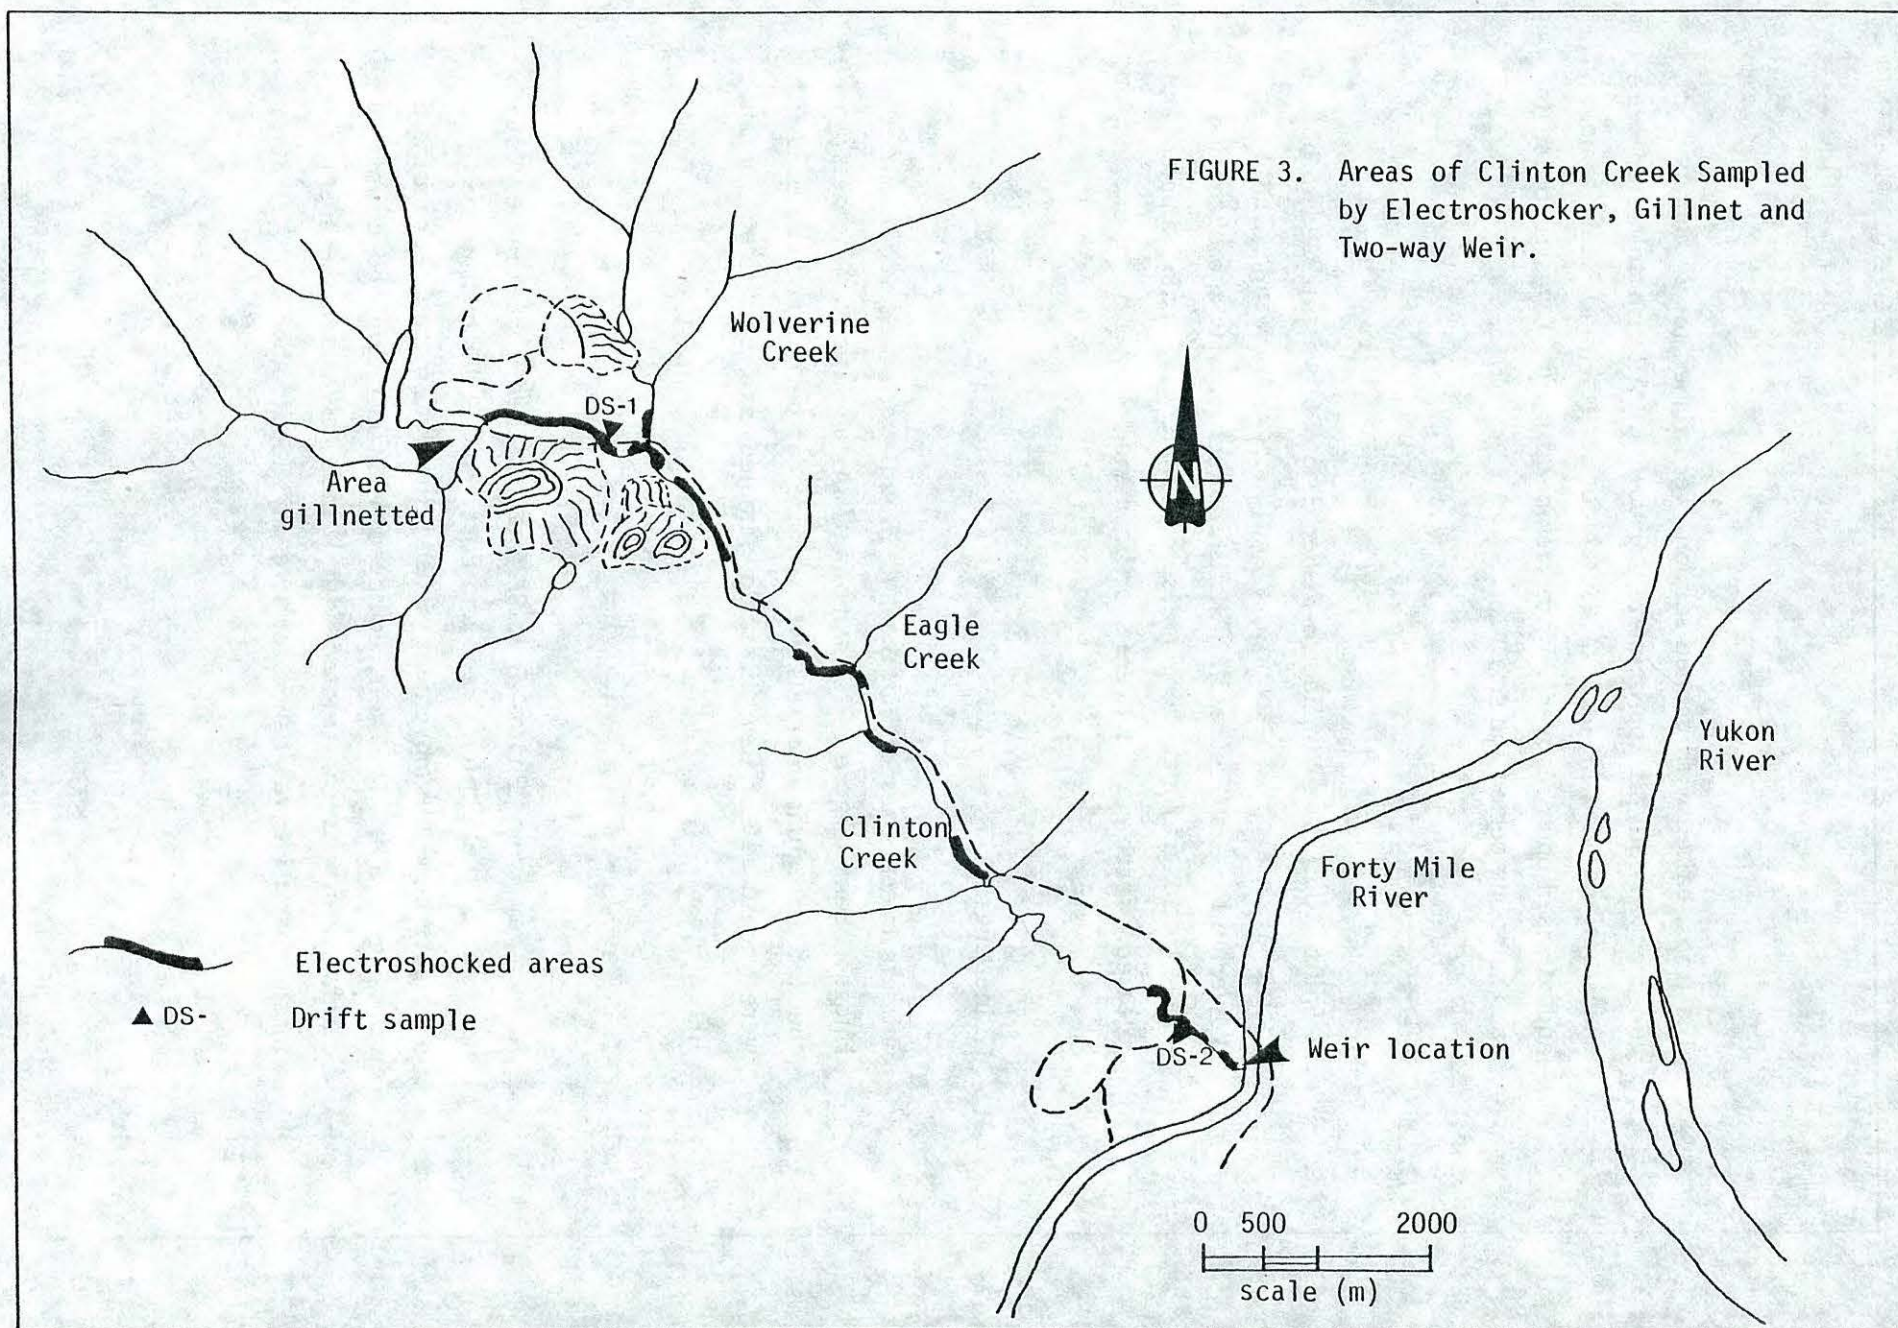 FIGURE 3. Areas of Clinton Creek Sampled
by Electroshocker, Gillnet and
Two-way Weir.
Wolverine
Creek
DS-1
Area
gillnetted
N
Eagle
Creek
Yukon
River
Clinton
Creek
Forty Mile
River
Electroshocked areas
DS-
Drift sample
DS-2
Weir location
0 500 2000
scale (m)